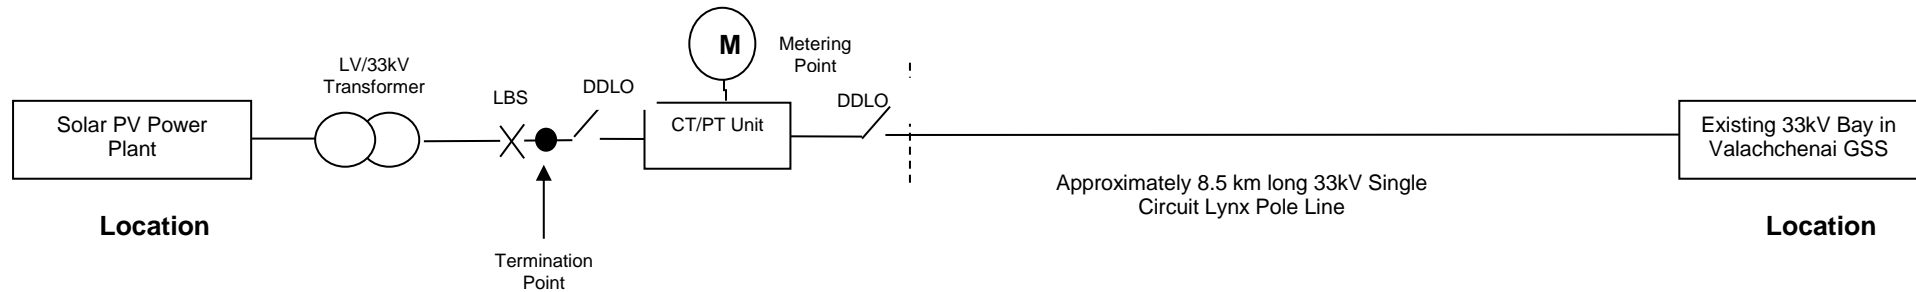 M
Metering
Point
LV/33kV
Transformer
LBS
DDLO
DDLO
Solar PV Power
Plant
CT/PT Unit
Existing 33kV Bay in
Valachchenai GSS
Approximately 8.5 km long 33kV Single
Circuit Lynx Pole Line
Location
Location
Termination
Point